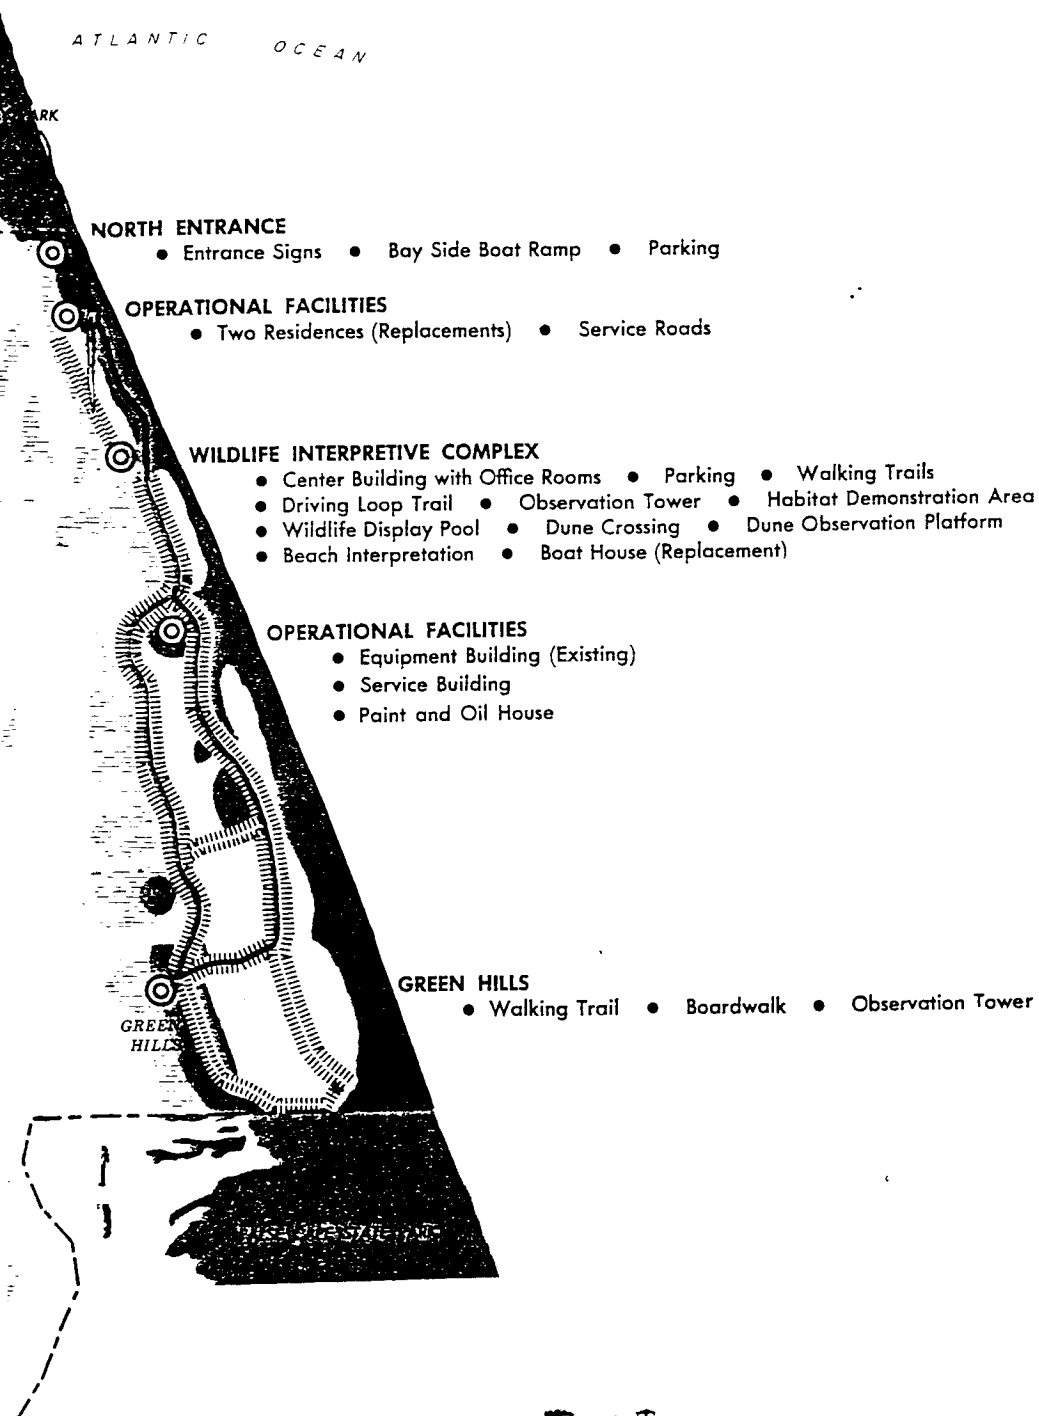 ATLANTIC OCEAN
NORTH ENTRANCE
● Entrance Signs ● Bay Side Boat Ramp ● Parking
OPERATIONAL FACILITIES
● Two Residences (Replacements) ● Service Roads
WILDLIFE INTERPRETIVE COMPLEX
● Center Building with Office Rooms ● Parking ● Walking Trails
● Driving Loop Trail ● Observation Tower ● Habitat Demonstration Area
● Wildlife Display Pool ● Dune Crossing ● Dune Observation Platform
● Beach Interpretation ● Boat House (Replacement)
OPERATIONAL FACILITIES
● Equipment Building (Existing)
● Service Building
● Paint and Oil House
GREEN HILLS
● Walking Trail ● Boardwalk ● Observation Tower
GREEN
HILLS